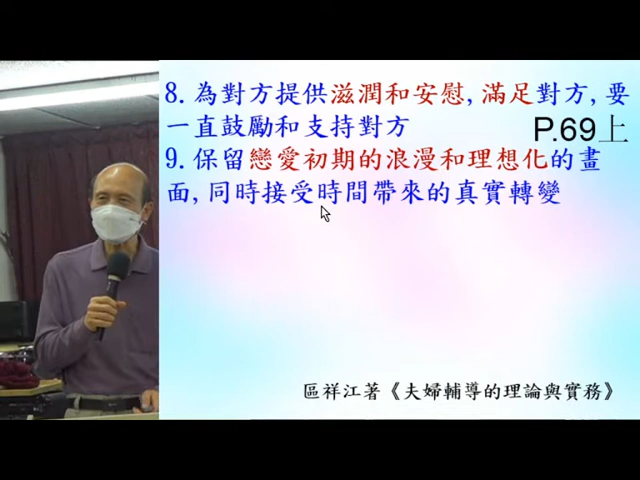 8. 為對方提供滋潤和安慰, 滿足對方, 要
一直鼓勵和支持對方
P.69上
9. 保留戀愛初期的浪漫和理想化的畫
面, 同時接受時間帶來的真實轉變
區祥江著《夫婦輔導的理論與實務》